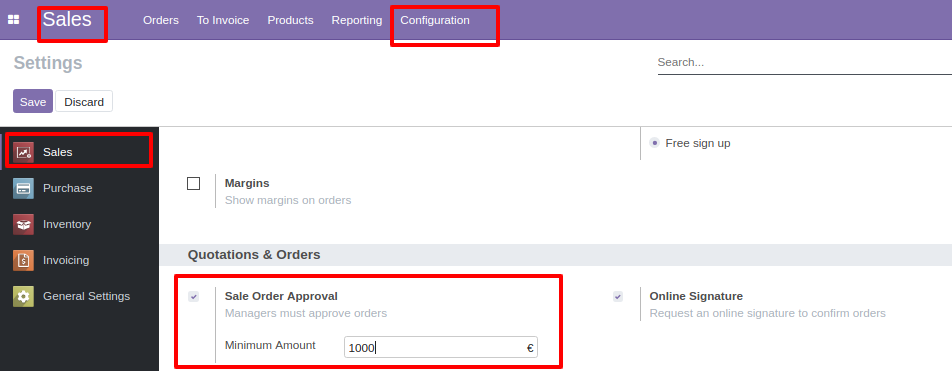 Sales Orders To Invoice Products Reporting Configuration
Settings
Search...
Save Discard
Sales
Free sign up
Purchase
Margins
Show margins on orders
Inventory
Quotations & Orders
Invoicing
General Settings
Sale Order Approval
Online Signature
Managers must approve orders
Request an online signature to confirm orders
Minimum Amount 1000 €